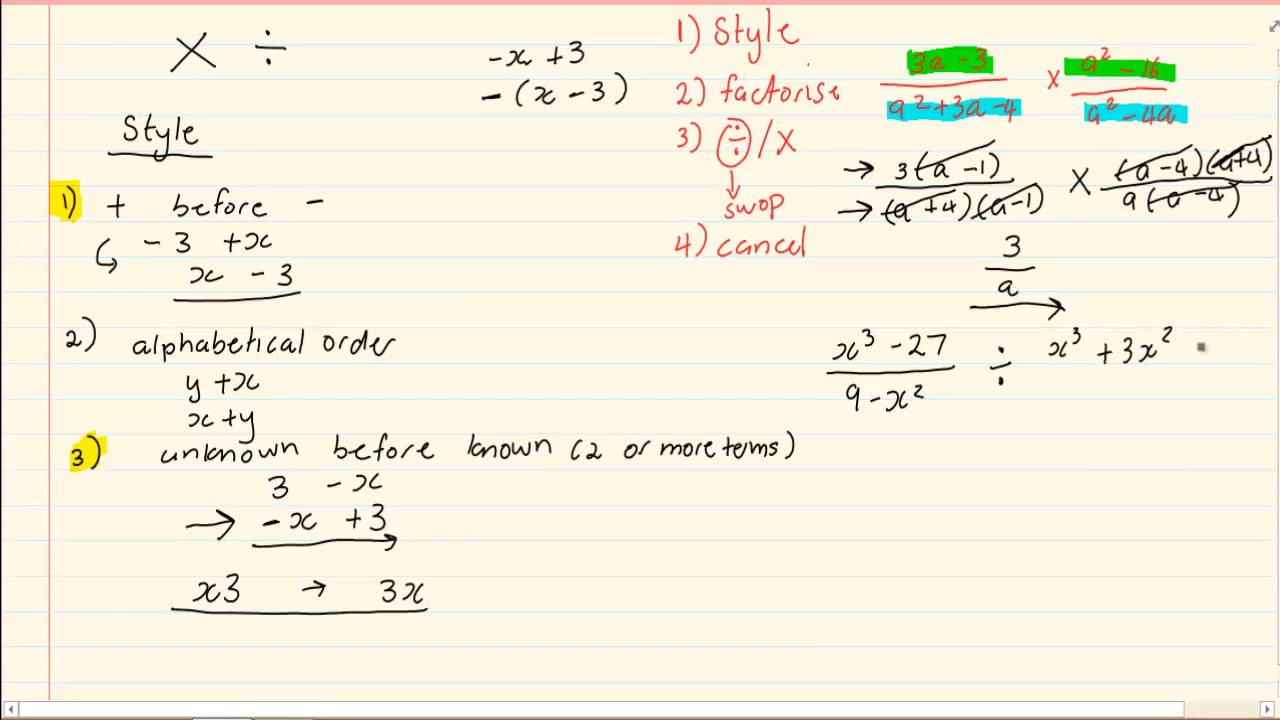 × ÷
Style
1) + before -
- 3 + x
x - 3
2) alphabetical order
y + x
x + y
3) unknown before known (2 or more terms)
3 - x
→ - x + 3
x3 → 3x
- x + 3
- (x - 3)
1) Style
2) factorise
3) ÷ / ×
swop
4) cancel
3a - 3 / a² + 3a - 4 × a² - 16 / a² - 4a
→ 3(a - 1) / → (a + 4)(a - 1) × (a - 4)(a + 4) / a(a - 4)
3 / a
x³ - 27 / 9 - x² ÷ x³ + 3x²